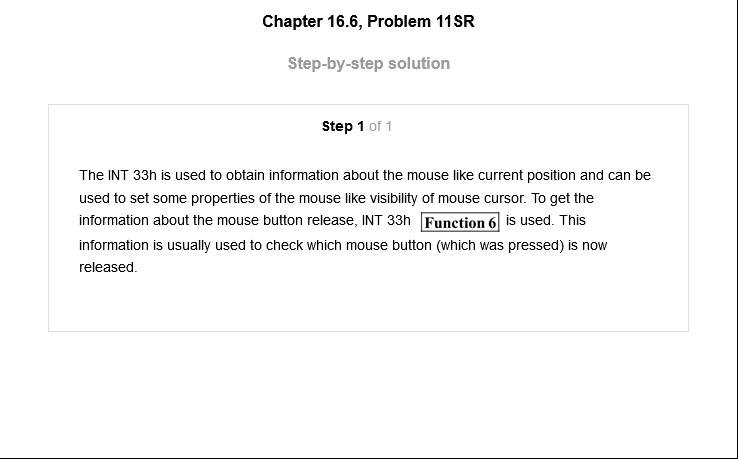 Chapter 16.6, Problem 11SR
Step-by-step solution
Step 1 of 1
The INT 33h is used to obtain information about the mouse like current position and can be
used to set some properties of the mouse like visibility of mouse cursor. To get the
information about the mouse button release, INT 33h Function 6 is used. This
information is usually used to check which mouse button (which was pressed) is now
released.